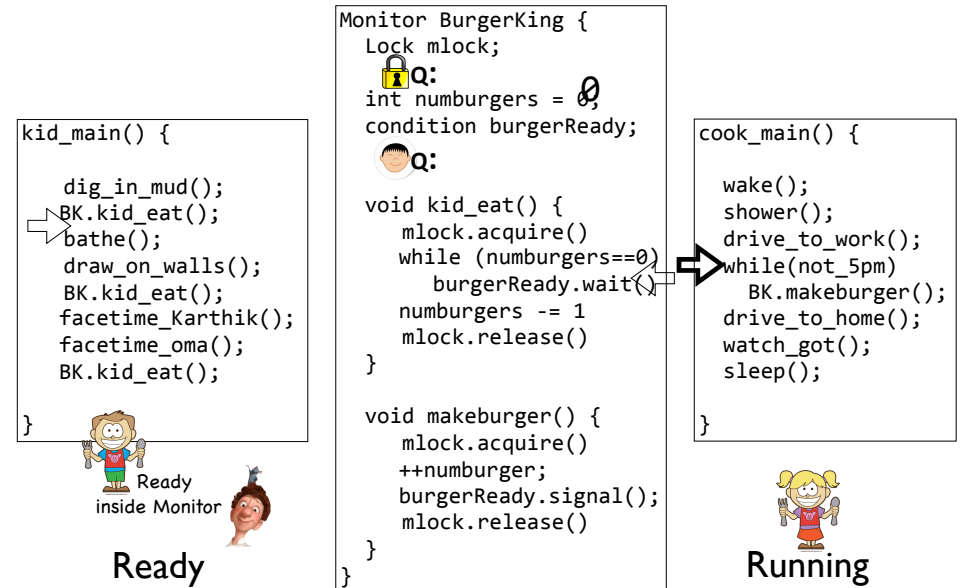 kid_main() {
dig_in_mud();
BK.kid_eat();
bathe();
draw_on_walls();
BK.kid_eat();
facetime_Karthik();
facetime_oma();
BK.kid_eat();
}
Ready
inside Monitor
Ready
Monitor BurgerKing {
Lock mlock;
Q:
int numburgers = 0;
0
condition burgerReady;
Q:
void kid_eat() {
mlock.acquire()
while (numburgers==0)
burgerReady.wait()
numburgers -= 1
mlock.release()
}
void makeburger() {
mlock.acquire()
++numburger;
burgerReady.signal();
mlock.release()
}
}
cook_main() {
wake();
shower();
drive_to_work();
while(not_5pm)
BK.makeburger();
drive_to_home();
watch_got();
sleep();
}
Running